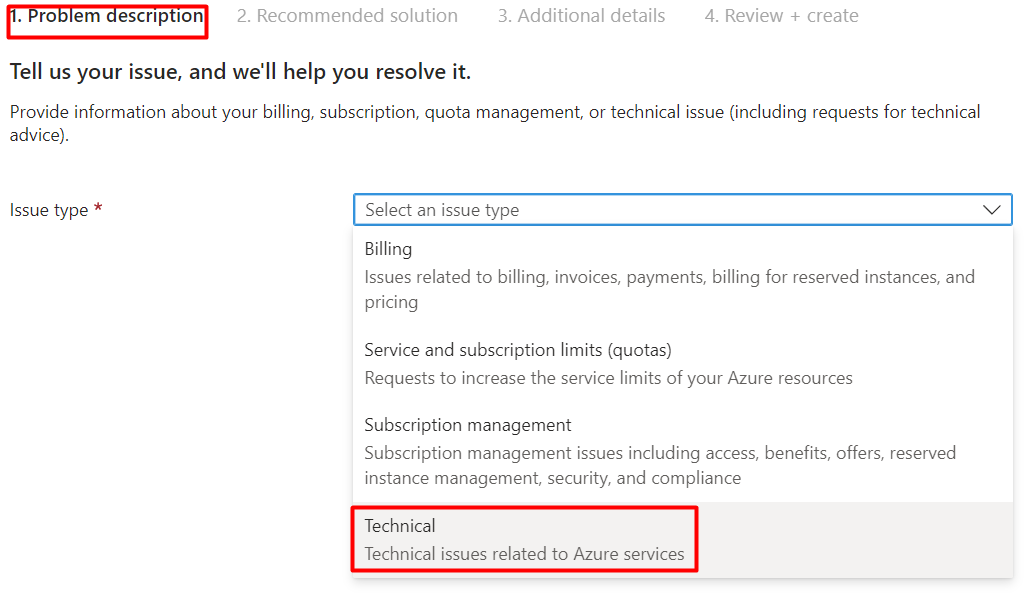 1. Problem description 2. Recommended solution 3. Additional details 4. Review + create
Tell us your issue, and we'll help you resolve it.
Provide information about your billing, subscription, quota management, or technical issue (including requests for technical
advice).
Issue type * Select an issue type
Billing
Issues related to billing, invoices, payments, billing for reserved instances, and
pricing
Service and subscription limits (quotas)
Requests to increase the service limits of your Azure resources
Subscription management
Subscription management issues including access, benefits, offers, reserved
instance management, security, and compliance
Technical
Technical issues related to Azure services